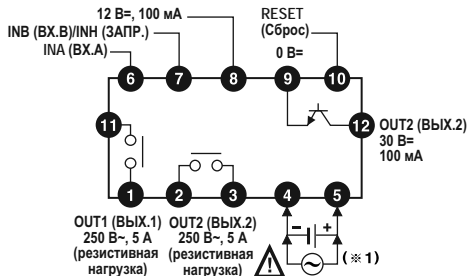 12 В=, 100 мА
INB (ВХ.В)/INH (ЗАПР.)
INA (ВХ.А)
RESET
(Сброс)
0 В=
6 7 8 9 10
11
12
OUT2 (ВЫХ.2)
30 В=
100 мА
1 2 3 4 5
OUT1 (ВЫХ.1)
250 В~, 5 А
(резистивная
нагрузка)
OUT2 (ВЫХ.2)
250 В~, 5 А
(резистивная
нагрузка)
- +
(※1)